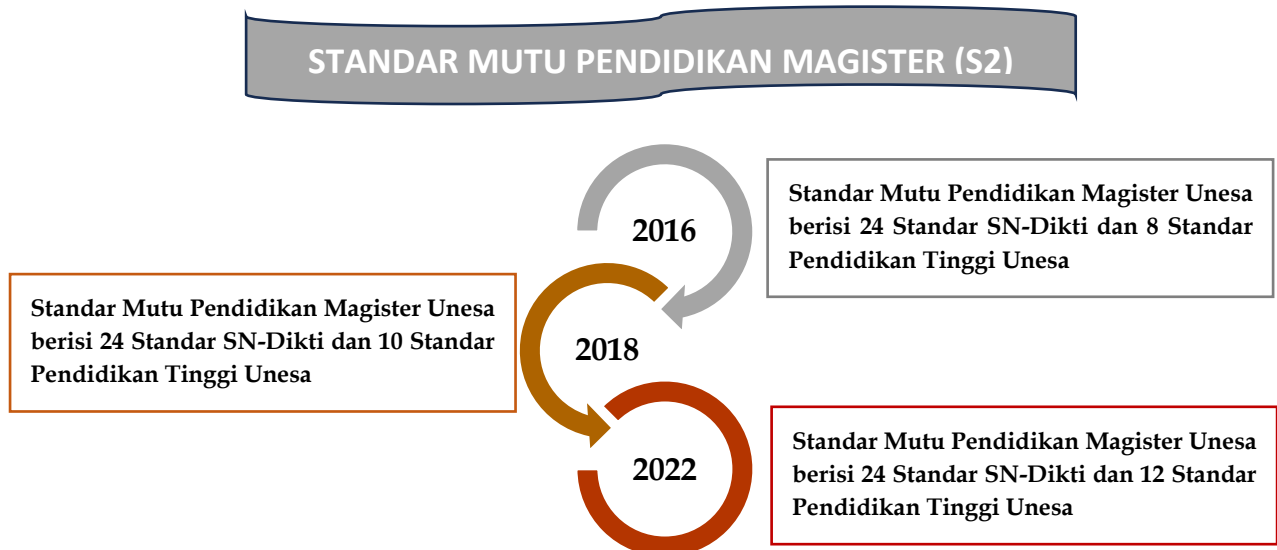 STANDAR MUTU PENDIDIKAN MAGISTER (S2)
2016
Standar Mutu Pendidikan Magister Unesa
berisi 24 Standar SN-Dikti dan 8 Standar
Pendidikan Tinggi Unesa
Standar Mutu Pendidikan Magister Unesa
berisi 24 Standar SN-Dikti dan 10 Standar
Pendidikan Tinggi Unesa
2018
2022
Standar Mutu Pendidikan Magister Unesa
berisi 24 Standar SN-Dikti dan 12 Standar
Pendidikan Tinggi Unesa